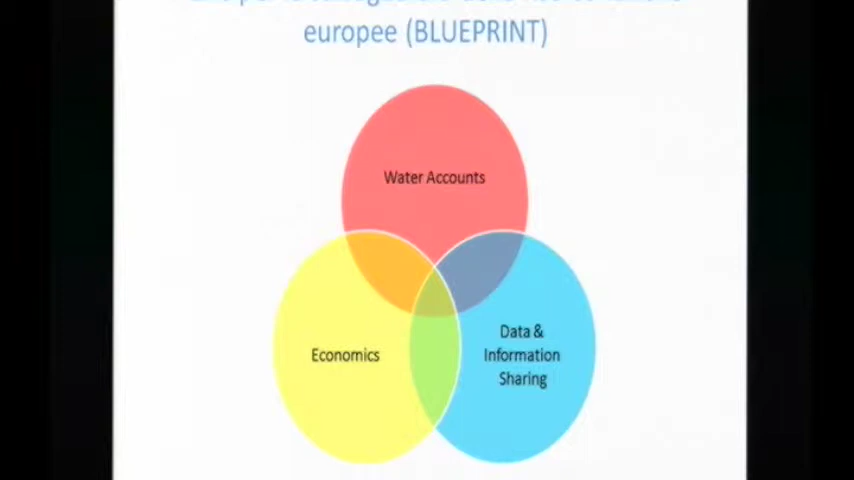 europee (BLUEPRINT)
Water Accounts
Economics
Data &
Information
Sharing